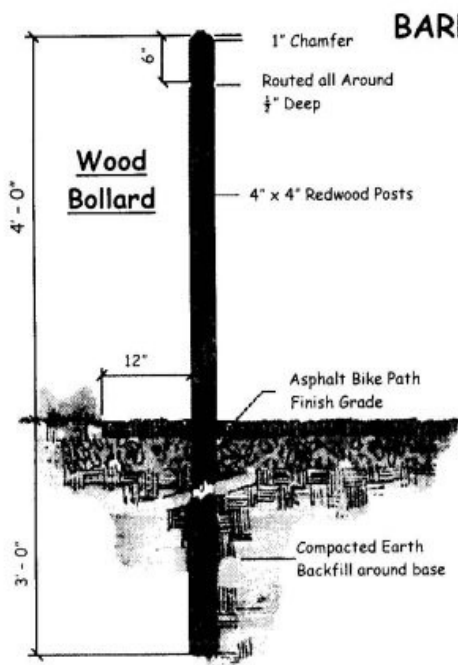 BARI
1" Chamfer
6"
Routed all Around
½" Deep
Wood
Bollard
4" x 4" Redwood Posts
4' - 0"
12"
Asphalt Bike Path
Finish Grade
Compacted Earth
Backfill around base
3' - 0"